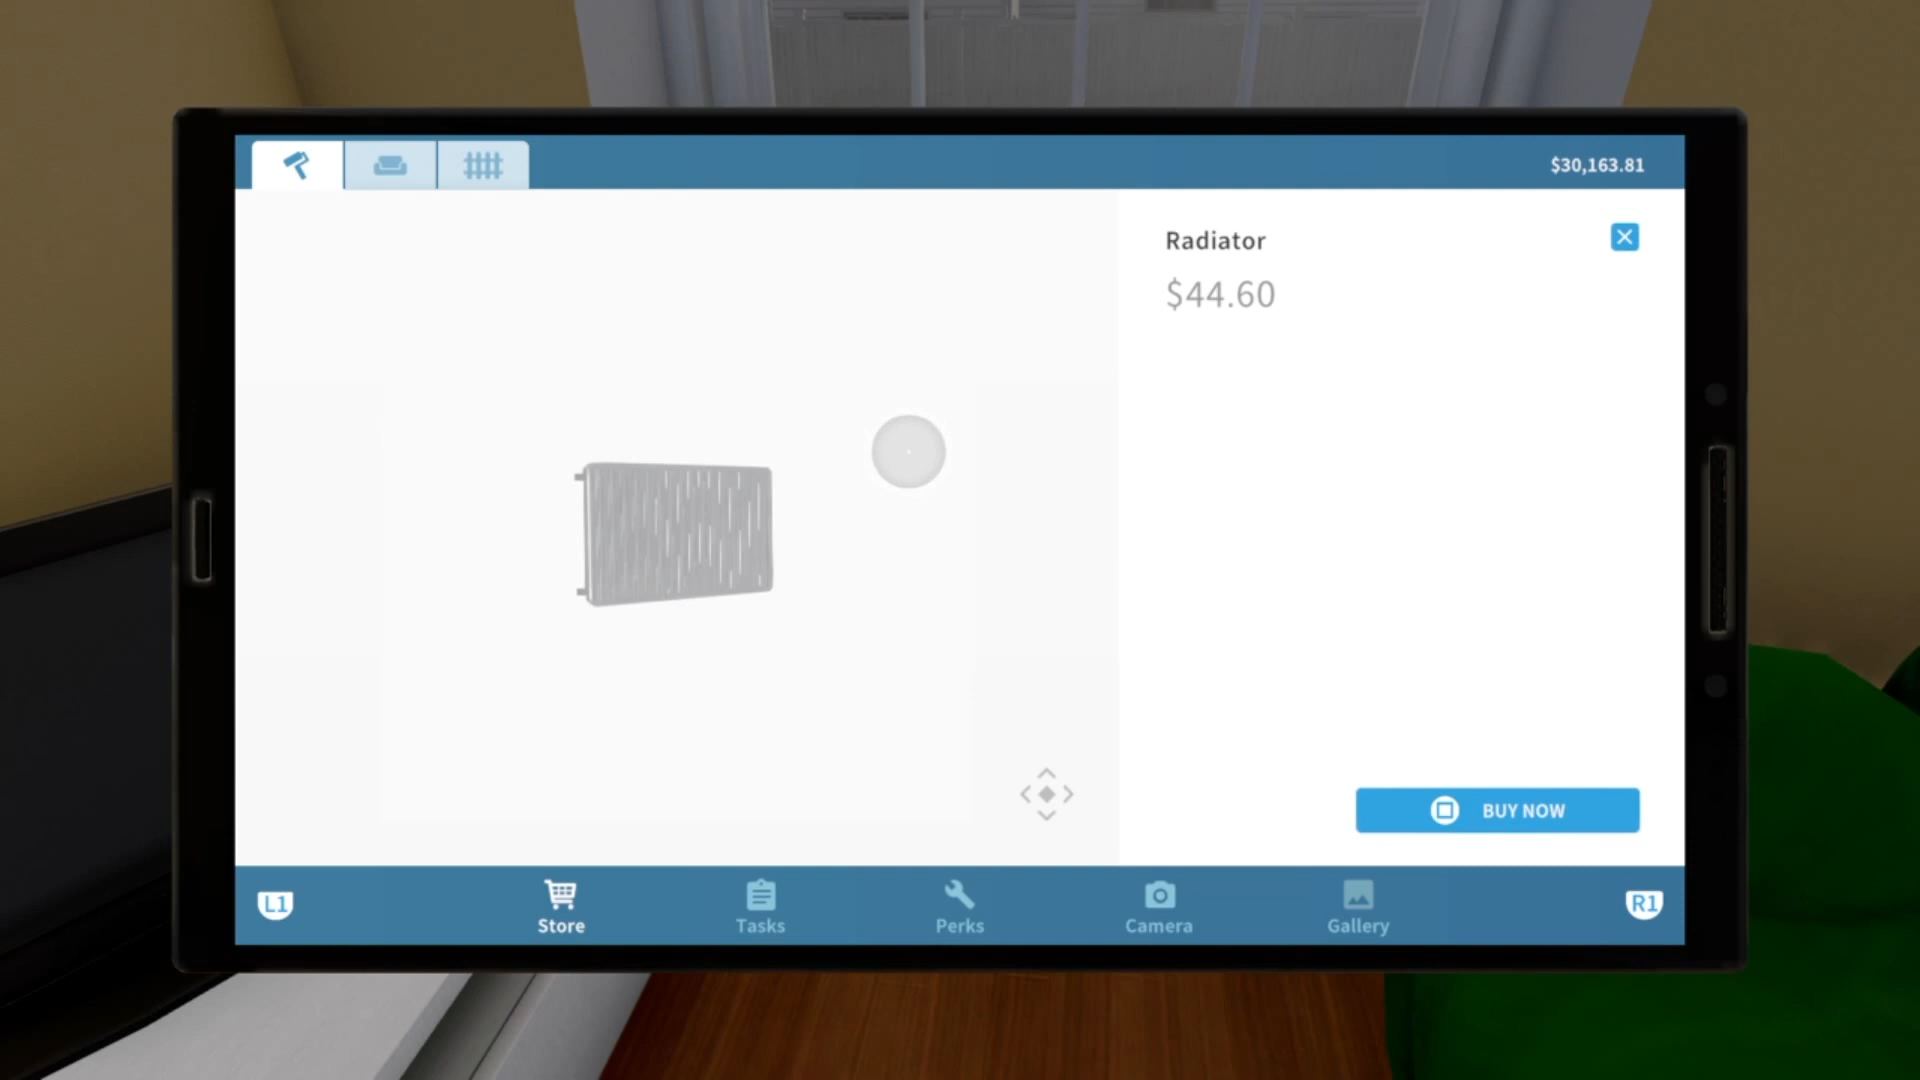 $30,163.81
Radiator
$44.60
BUY NOW
L1
Store
Tasks
Perks
Camera
Gallery
R1